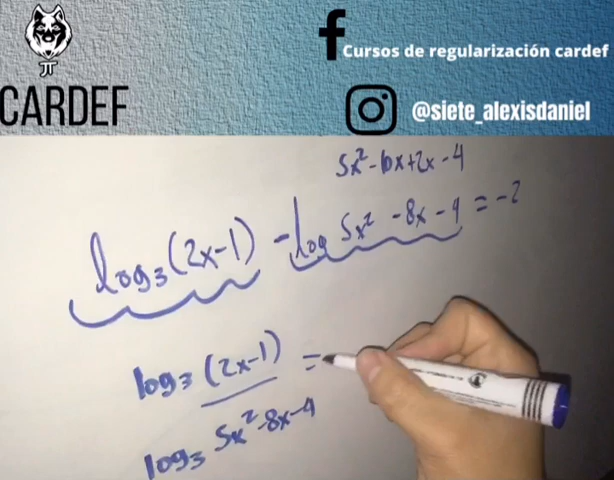 f
Cursos de regularización cardef
CARDEF
@siete_alexisdaniel
5x² - 10x + 2x - 4
log₃(2x-1) - log 5x² - 8x - 4 = -2
log₃ (2x-1) =
log₃ 5x² - 8x - 4